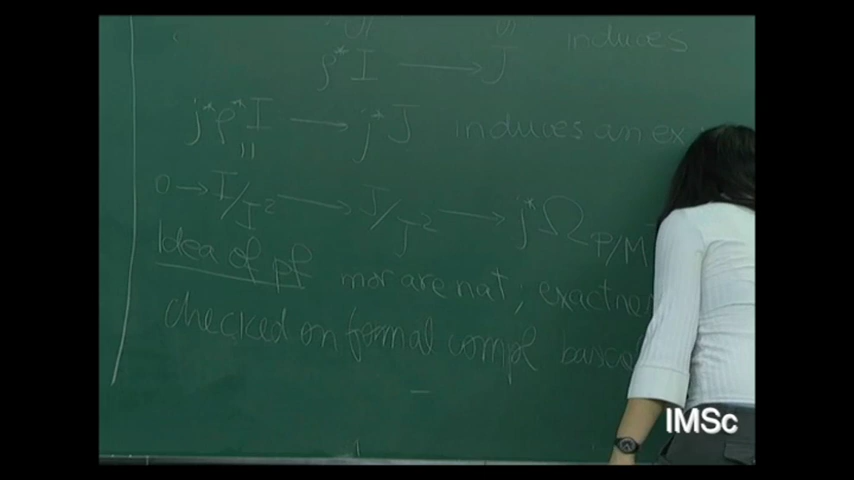 induces
ρ*I → J
j*ρ*I → j*J induces an ex
||
0 → I/I² → J/J² → j*Ω_P/M
Idea of pf mor are nat; exactne
checked on formal compl
IMSc